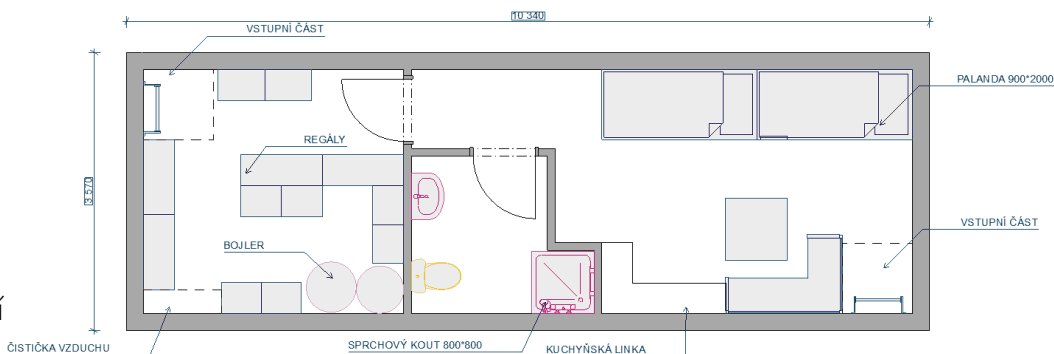 10 340
VSTUPNÍ ČÁST
PALANDA 900*2000
REGÁLY
3 570
VSTUPNÍ ČÁST
BOJLER
Í
ČISTIČKA VZDUCHU
SPRCHOVÝ KOUT 800*800
KUCHYŇSKÁ LINKA